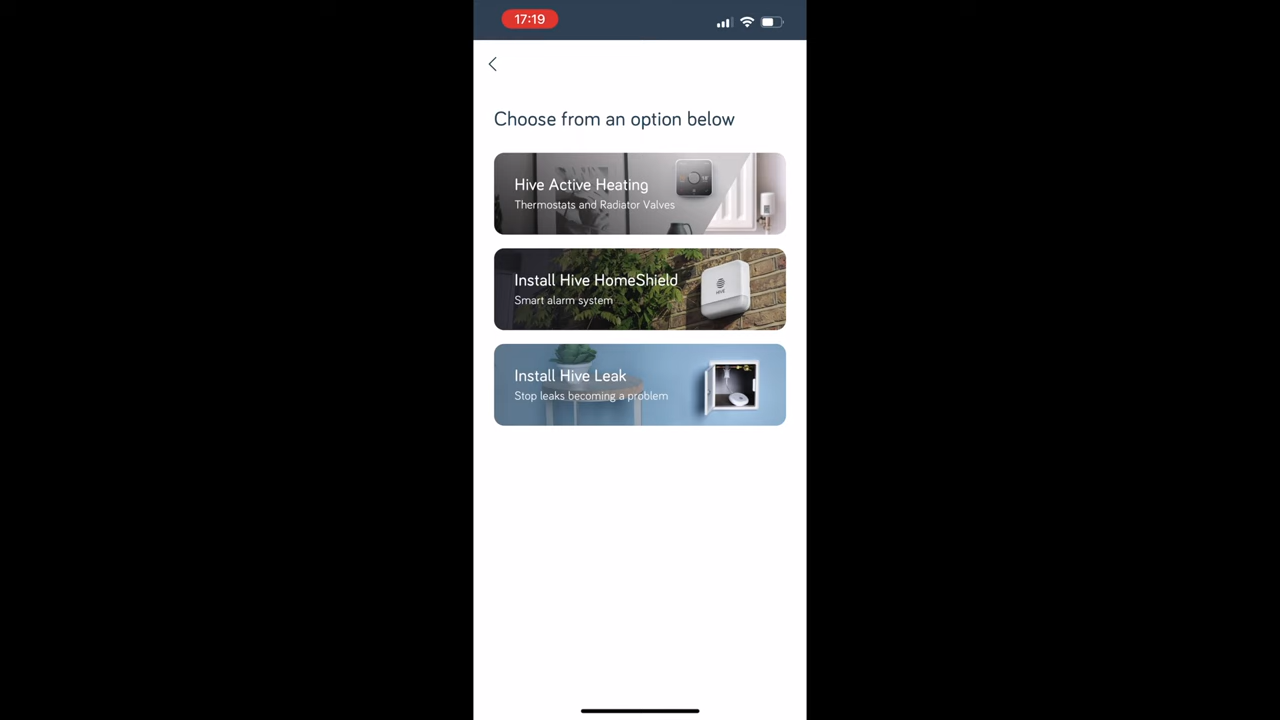 17:19
Choose from an option below
Hive Active Heating
Thermostats and Radiator Valves
Install Hive HomeShield
Smart alarm system
HIVE
Install Hive Leak
Stop leaks becoming a problem